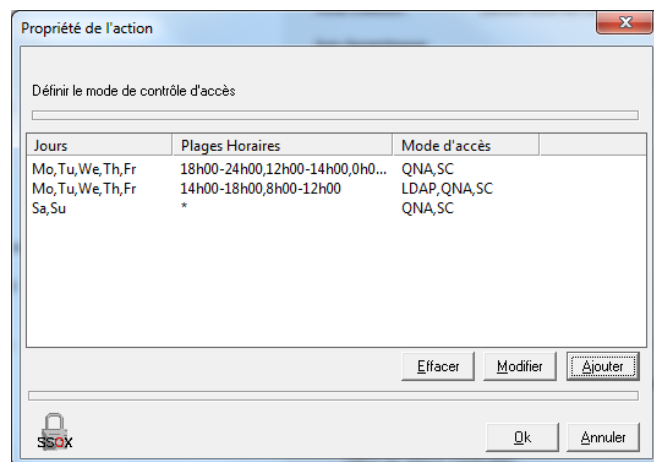 Propriété de l'action
Définir le mode de contrôle d'accès
Jours Plages Horaires Mode d'accès
Mo,Tu,We,Th,Fr 18h00-24h00,12h00-14h00,0h0... QNA,SC
Mo,Tu,We,Th,Fr 14h00-18h00,8h00-12h00 LDAP,QNA,SC
Sa,Su * QNA,SC
Effacer Modifier Ajouter
SSOX
Ok Annuler